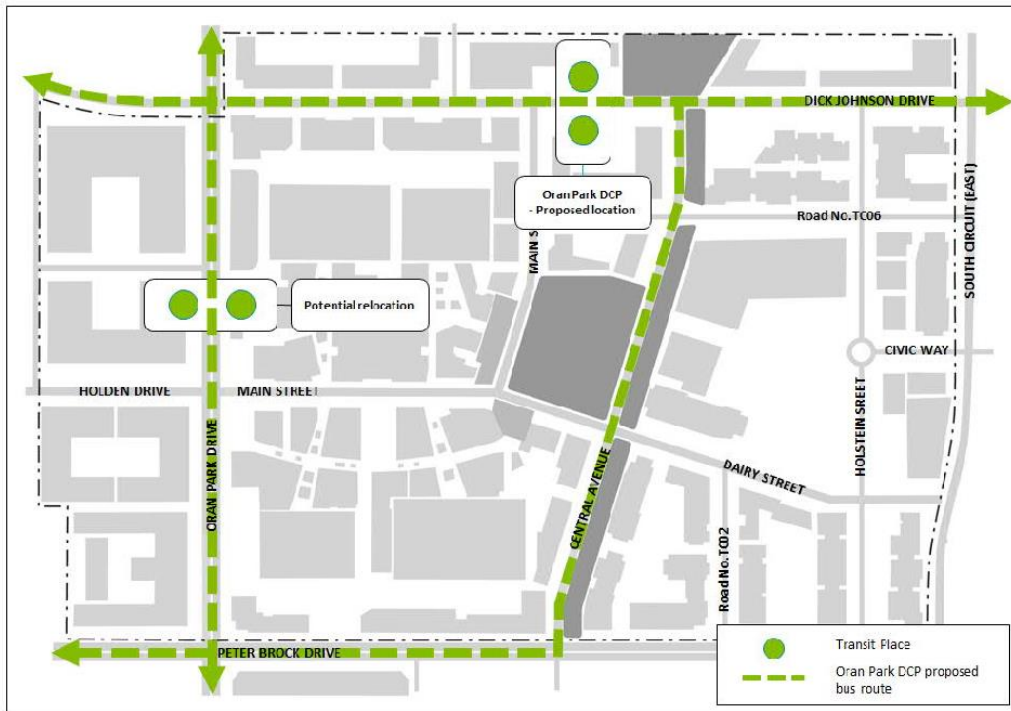 DICK JOHNSON DRIVE
Oran Park DCP
- Proposed location
Road No. TC06
MAIN S
SOUTH CIRCUIT (EAST)
Potential relocation
CIVIC WAY
HOLDEN DRIVE
MAIN STREET
HOLSTEIN SREET
ORAN PARK DRIVE
CENTRAL AVENUE
DAIRY STREET
Road No. TC02
PETER BROCK DRIVE
Transit Place
Oran Park DCP proposed
bus route